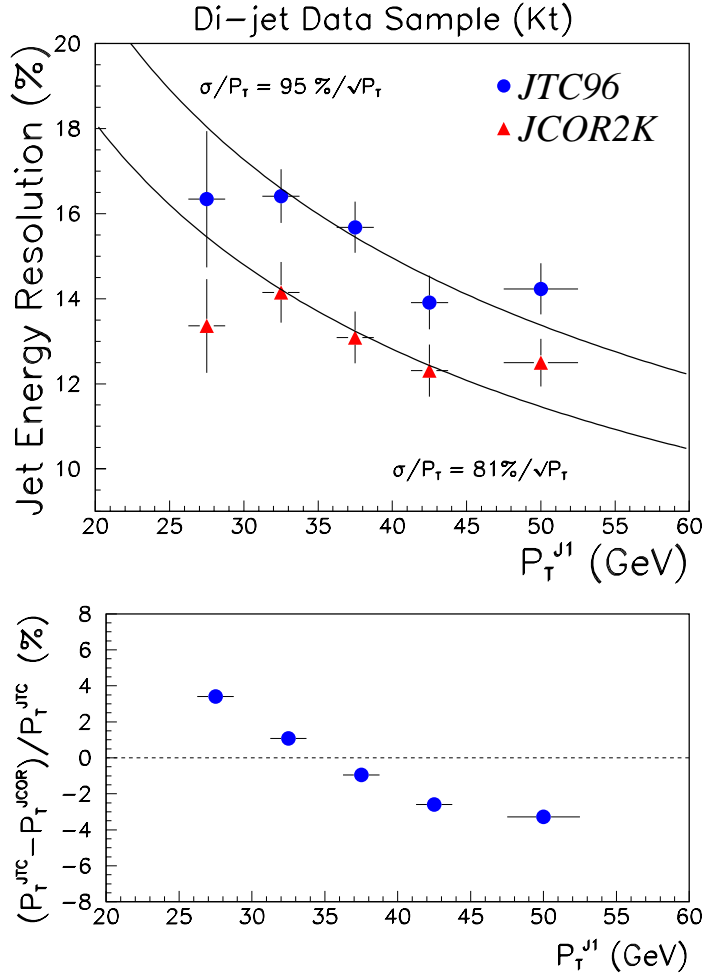 Di-jet Data Sample (Kt)
Jet Energy Resolution (%)
20
18
16
14
12
10
σ/P_T = 95 %/√P_T
JTC96
JCOR2K
σ/P_T = 81%/√P_T
20 25 30 35 40 45 50 55 60
P_T^J1 (GeV)
(P_T^JTC−P_T^JCOR)/P_T^JTC (%)
8
6
4
2
0
−2
−4
−6
−8
20 25 30 35 40 45 50 55 60
P_T^J1 (GeV)